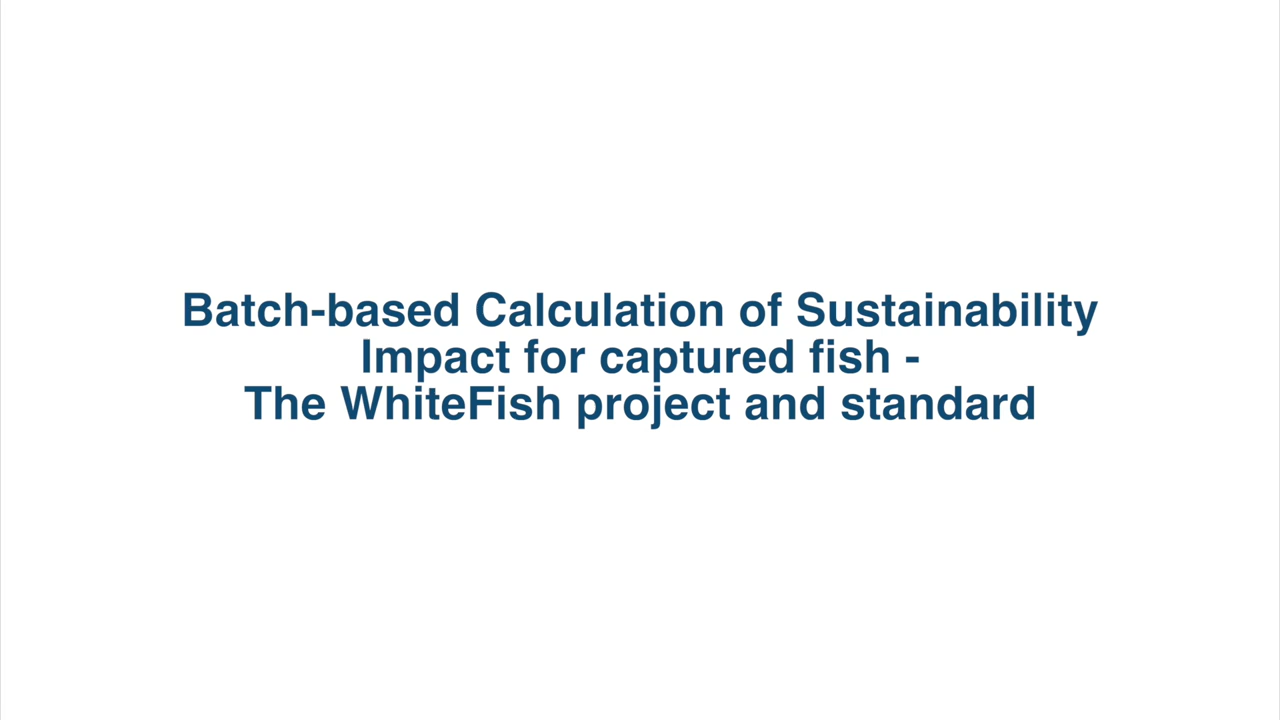 Batch-based Calculation of Sustainability
Impact for captured fish -
The WhiteFish project and standard